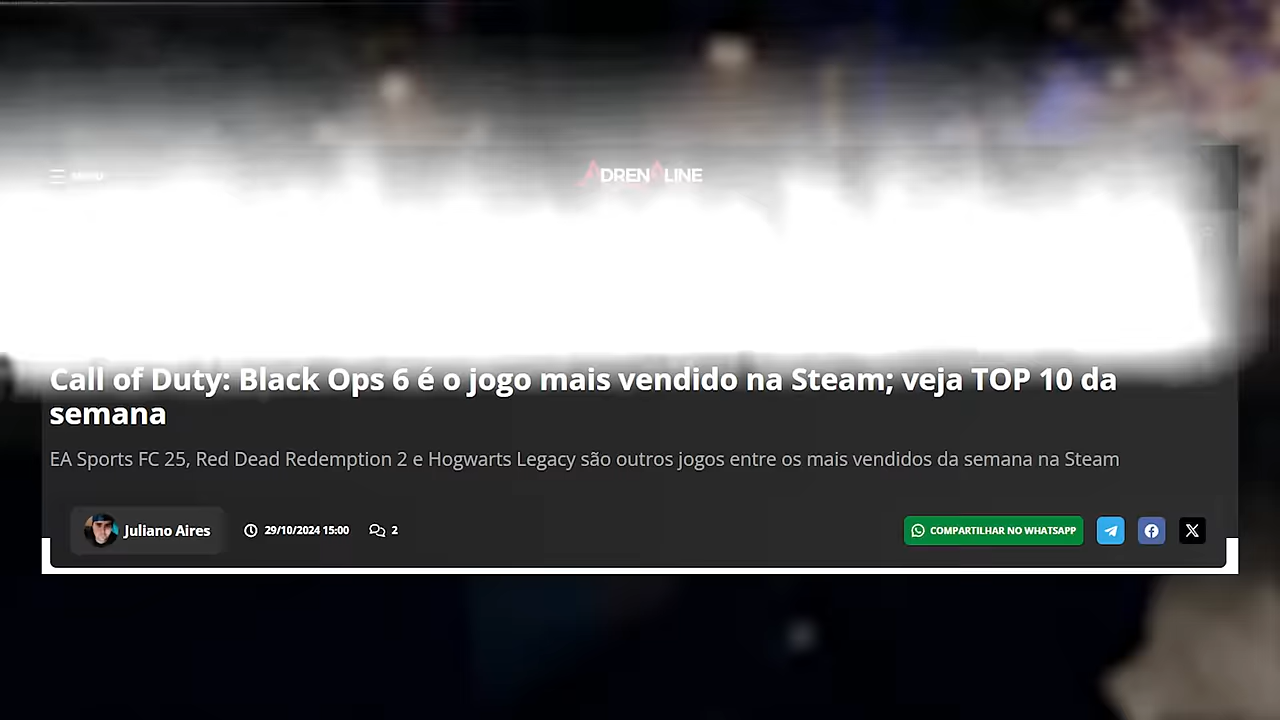 MENU
ADRENALINE
Call of Duty: Black Ops 6 é o jogo mais vendido na Steam; veja TOP 10 da
semana
EA Sports FC 25, Red Dead Redemption 2 e Hogwarts Legacy são outros jogos entre os mais vendidos da semana na Steam
Juliano Aires 29/10/2024 15:00 2 COMPARTILHAR NO WHATSAPP